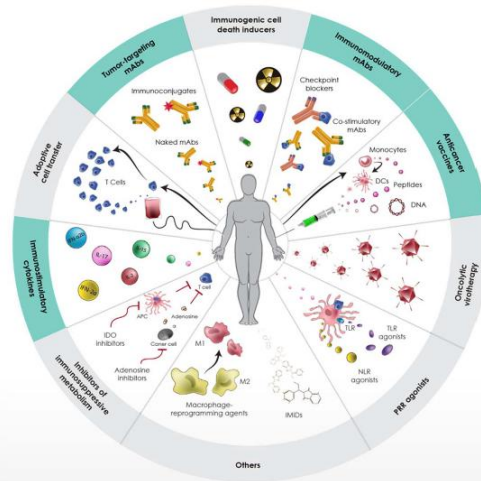 Immunogenic cell
death inducers
Immunomodulatory
mAbs
Checkpoint
blockers
Co-stimulatory
mAbs
Anticancer
vaccines
Monocytes
DCs
Peptides
DNA
Oncolytic
virotherapy
PRR agonists
TLR
TLR
agonists
NLR
agonists
Others
IMiDs
M1
M2
Macrophage-
reprogramming agents
Inhibitors of
immunosuppressive
metabolism
T cell
APC
Adenosine
IDO
inhibitors
Caner cell
Adenosine
inhibitors
Immunostimulatory
cytokines
IL-17
Adoptive
cell transfer
T Cells
Tumor-targeting
mAbs
Immunoconjugates
Naked mAbs